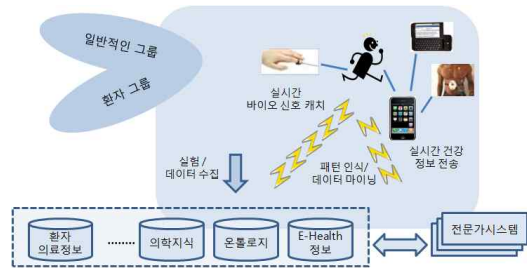 일반적인 그룹
환자 그룹
실시간
바이오 신호 캐치
실시간 건강
정보 전송
실험/
데이터 수집
패턴 인식/
데이터 마이닝
환자
의료정보
........
의학지식
온톨로지
E-Health
정보
전문가시스템